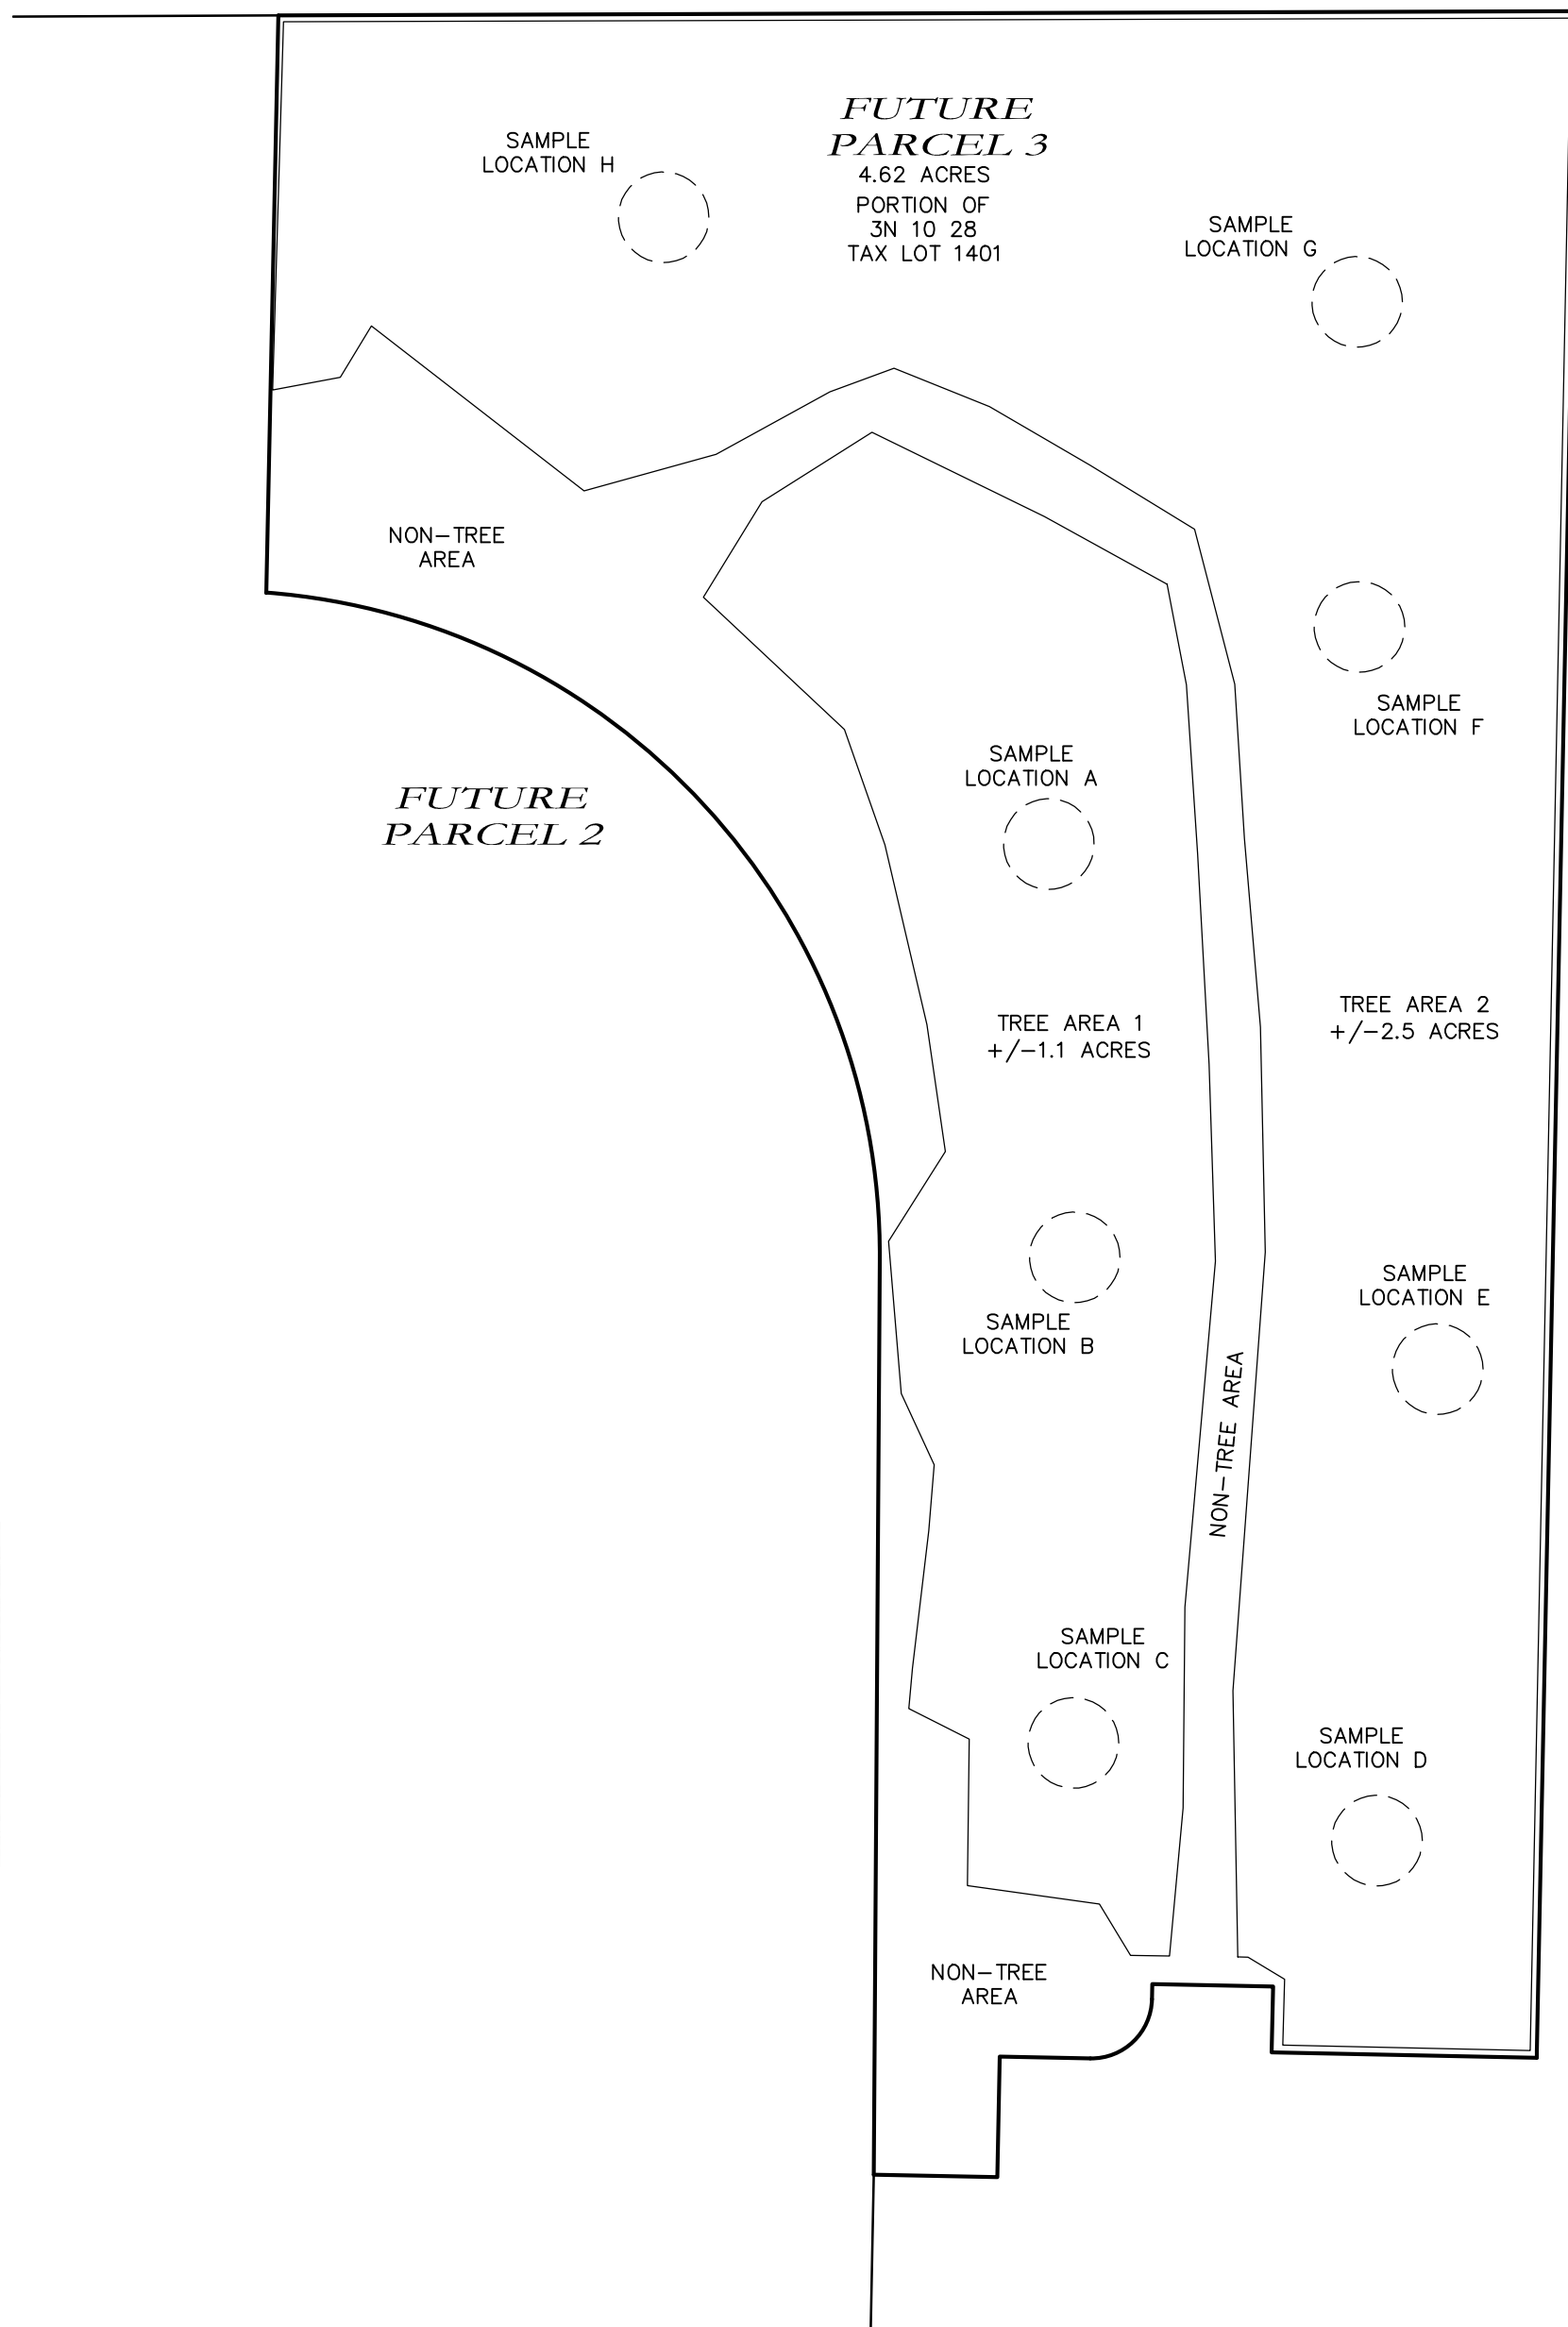 FUTURE
PARCEL 3
4.62 ACRES
PORTION OF
3N 10 28
TAX LOT 1401
SAMPLE
LOCATION H
SAMPLE
LOCATION G
NON-TREE
AREA
SAMPLE
LOCATION F
SAMPLE
LOCATION A
FUTURE
PARCEL 2
TREE AREA 1
+/-1.1 ACRES
TREE AREA 2
+/-2.5 ACRES
SAMPLE
LOCATION E
SAMPLE
LOCATION B
NON-TREE AREA
SAMPLE
LOCATION C
SAMPLE
LOCATION D
NON-TREE
AREA